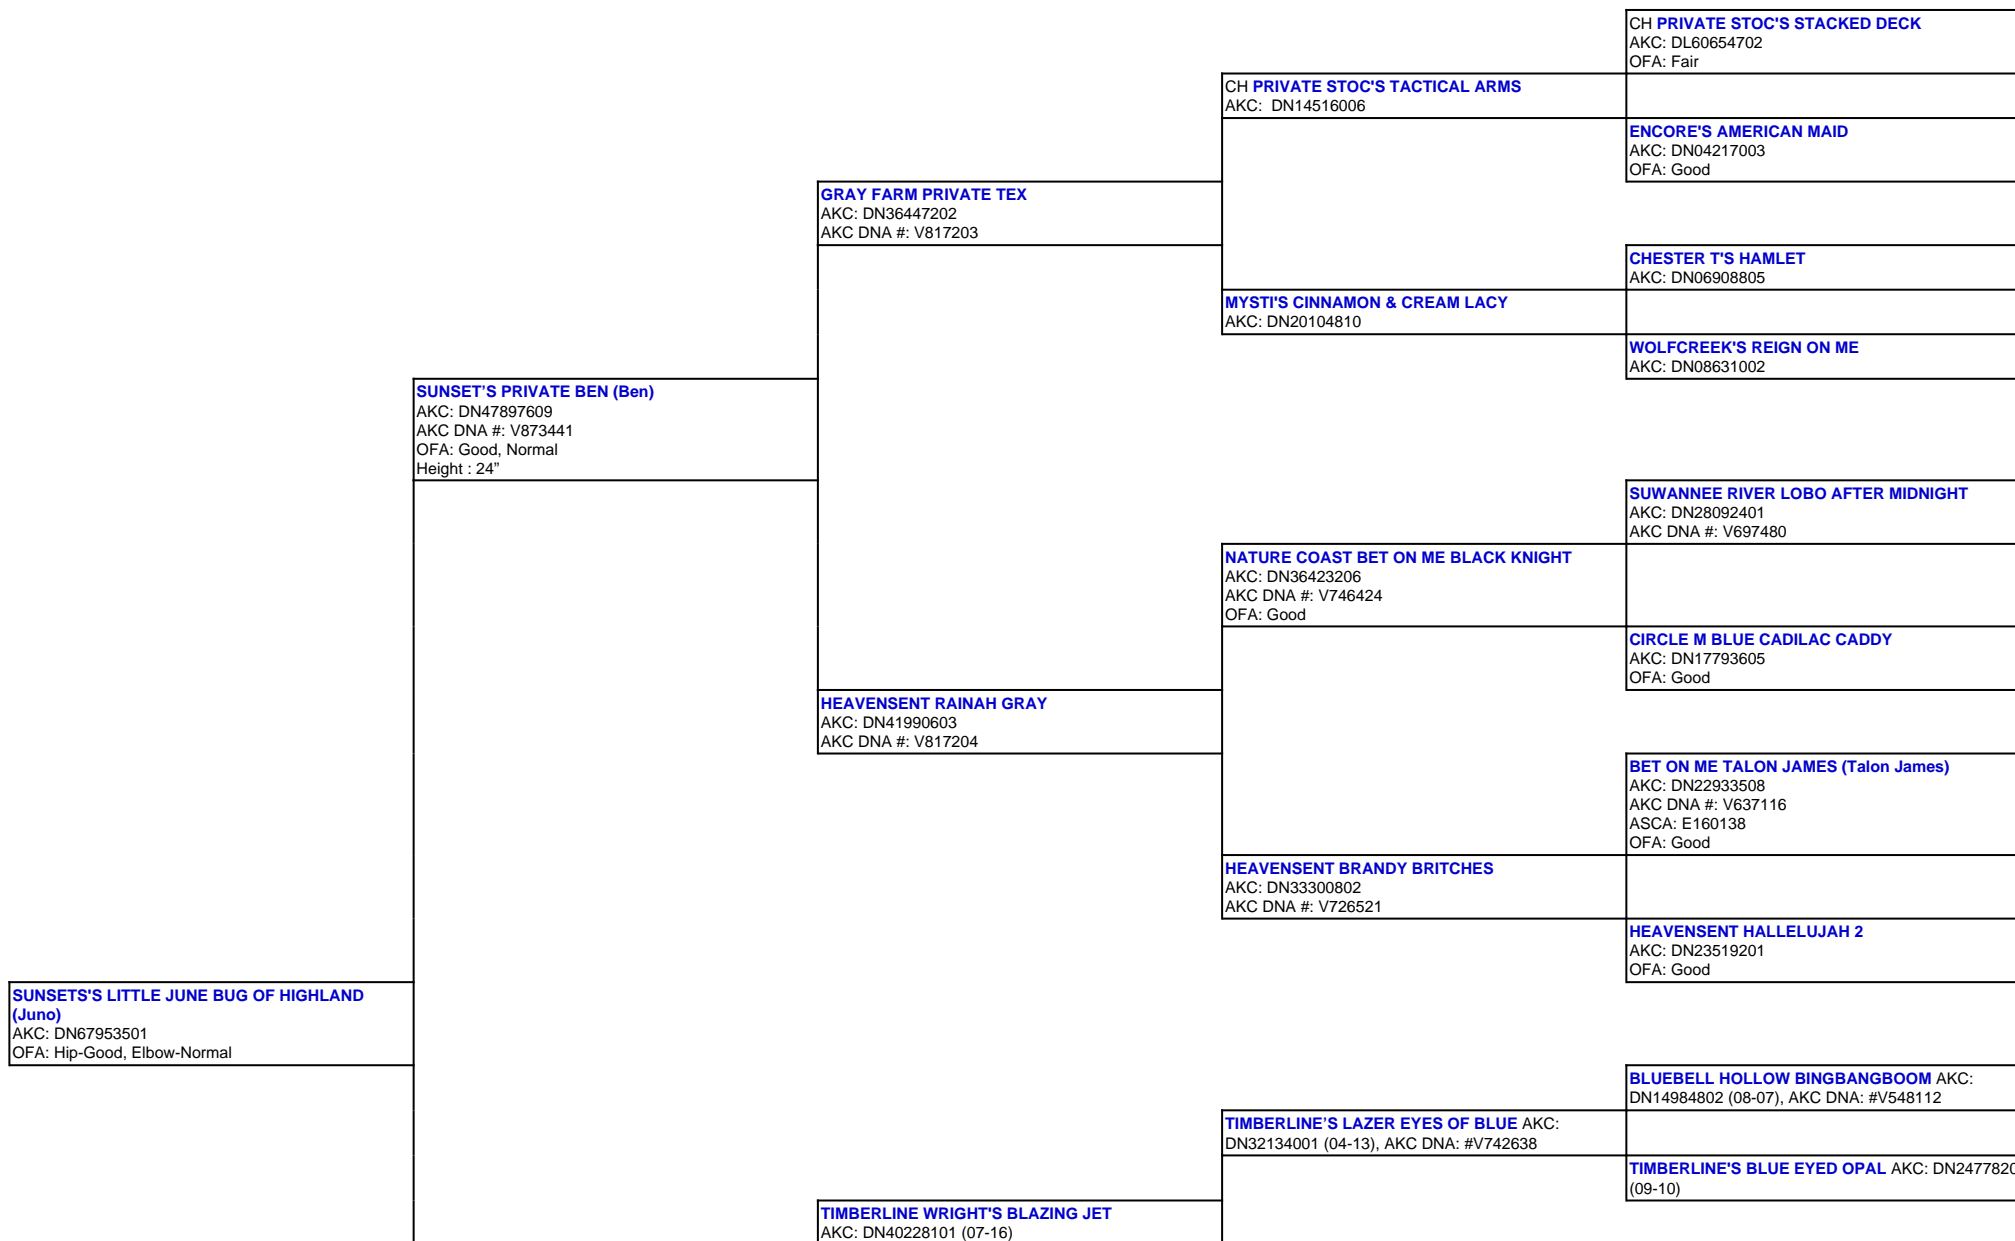 CH PRIVATE STOC'S STACKED DECK
AKC: DL60654702
OFA: Fair
CH PRIVATE STOC'S TACTICAL ARMS
AKC:  DN14516006
ENCORE'S AMERICAN MAID
AKC: DN04217003
OFA: Good
GRAY FARM PRIVATE TEX
AKC: DN36447202
AKC DNA #: V817203
CHESTER T'S HAMLET
AKC: DN06908805
MYSTI'S CINNAMON & CREAM LACY
AKC: DN20104810
WOLFCREEK'S REIGN ON ME
AKC: DN08631002
SUNSET’S PRIVATE BEN (Ben)
AKC: DN47897609
AKC DNA #: V873441
OFA: Good, Normal
Height : 24”
SUWANNEE RIVER LOBO AFTER MIDNIGHT
AKC: DN28092401
AKC DNA #: V697480
NATURE COAST BET ON ME BLACK KNIGHT
AKC: DN36423206
AKC DNA #: V746424
OFA: Good
CIRCLE M BLUE CADILAC CADDY
AKC: DN17793605
OFA: Good
HEAVENSENT RAINAH GRAY
AKC: DN41990603
AKC DNA #: V817204
BET ON ME TALON JAMES (Talon James)
AKC: DN22933508
AKC DNA #: V637116
ASCA: E160138
OFA: Good
HEAVENSENT BRANDY BRITCHES
AKC: DN33300802
AKC DNA #: V726521
HEAVENSENT HALLELUJAH 2
AKC: DN23519201
OFA: Good
SUNSETS'S LITTLE JUNE BUG OF HIGHLAND
(Juno)
AKC: DN67953501
OFA: Hip-Good, Elbow-Normal
BLUEBELL HOLLOW BINGBANGBOOM AKC:
DN14984802 (08-07), AKC DNA: #V548112
TIMBERLINE’S LAZER EYES OF BLUE AKC:
DN32134001 (04-13), AKC DNA: #V742638
TIMBERLINE'S BLUE EYED OPAL AKC: DN2477820
(09-10)
TIMBERLINE WRIGHT'S BLAZING JET
AKC: DN40228101 (07-16)